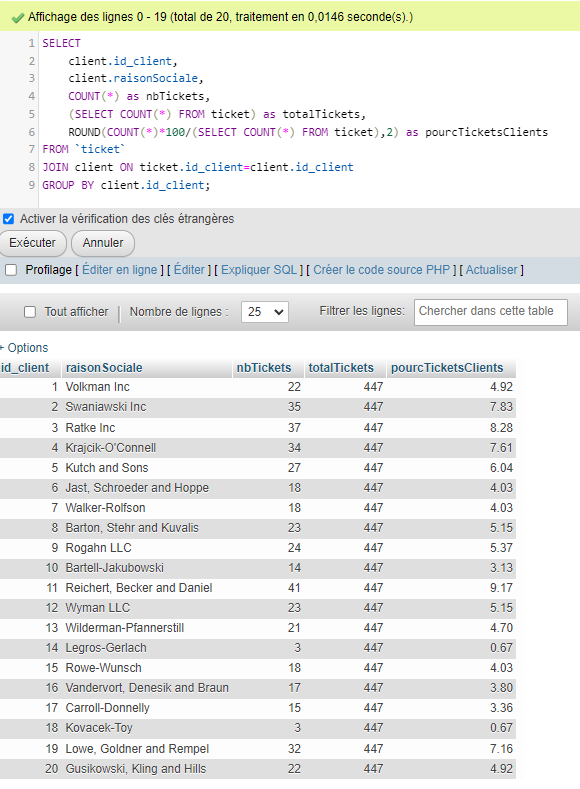 Affichage des lignes 0 - 19 (total de 20, traitement en 0,0146 seconde(s).)
1 SELECT
2 client.id_client,
3 client.raisonSociale,
4 COUNT(*) as nbTickets,
5 (SELECT COUNT(*) FROM ticket) as totalTickets,
6 ROUND(COUNT(*)*100/(SELECT COUNT(*) FROM ticket),2) as pourcTicketsClients
7 FROM `ticket`
8 JOIN client ON ticket.id_client=client.id_client
9 GROUP BY client.id_client;
Activer la vérification des clés étrangères
Exécuter Annuler
Profilage [ Éditer en ligne ] [ Éditer ] [ Expliquer SQL ] [ Créer le code source PHP ] [ Actualiser ]
Tout afficher Nombre de lignes : 25 Filtrer les lignes: Chercher dans cette table
+ Options
id_client raisonSociale nbTickets totalTickets pourcTicketsClients
1 Volkman Inc 22 447 4.92
2 Swaniawski Inc 35 447 7.83
3 Ratke Inc 37 447 8.28
4 Krajcik-O'Connell 34 447 7.61
5 Kutch and Sons 27 447 6.04
6 Jast, Schroeder and Hoppe 18 447 4.03
7 Walker-Rolfson 18 447 4.03
8 Barton, Stehr and Kuvalis 23 447 5.15
9 Rogahn LLC 24 447 5.37
10 Bartell-Jakubowski 14 447 3.13
11 Reichert, Becker and Daniel 41 447 9.17
12 Wyman LLC 23 447 5.15
13 Wilderman-Pfannerstill 21 447 4.70
14 Legros-Gerlach 3 447 0.67
15 Rowe-Wunsch 18 447 4.03
16 Vandervort, Denesik and Braun 17 447 3.80
17 Carroll-Donnelly 15 447 3.36
18 Kovacek-Toy 3 447 0.67
19 Lowe, Goldner and Rempel 32 447 7.16
20 Gusikowski, Kling and Hills 22 447 4.92